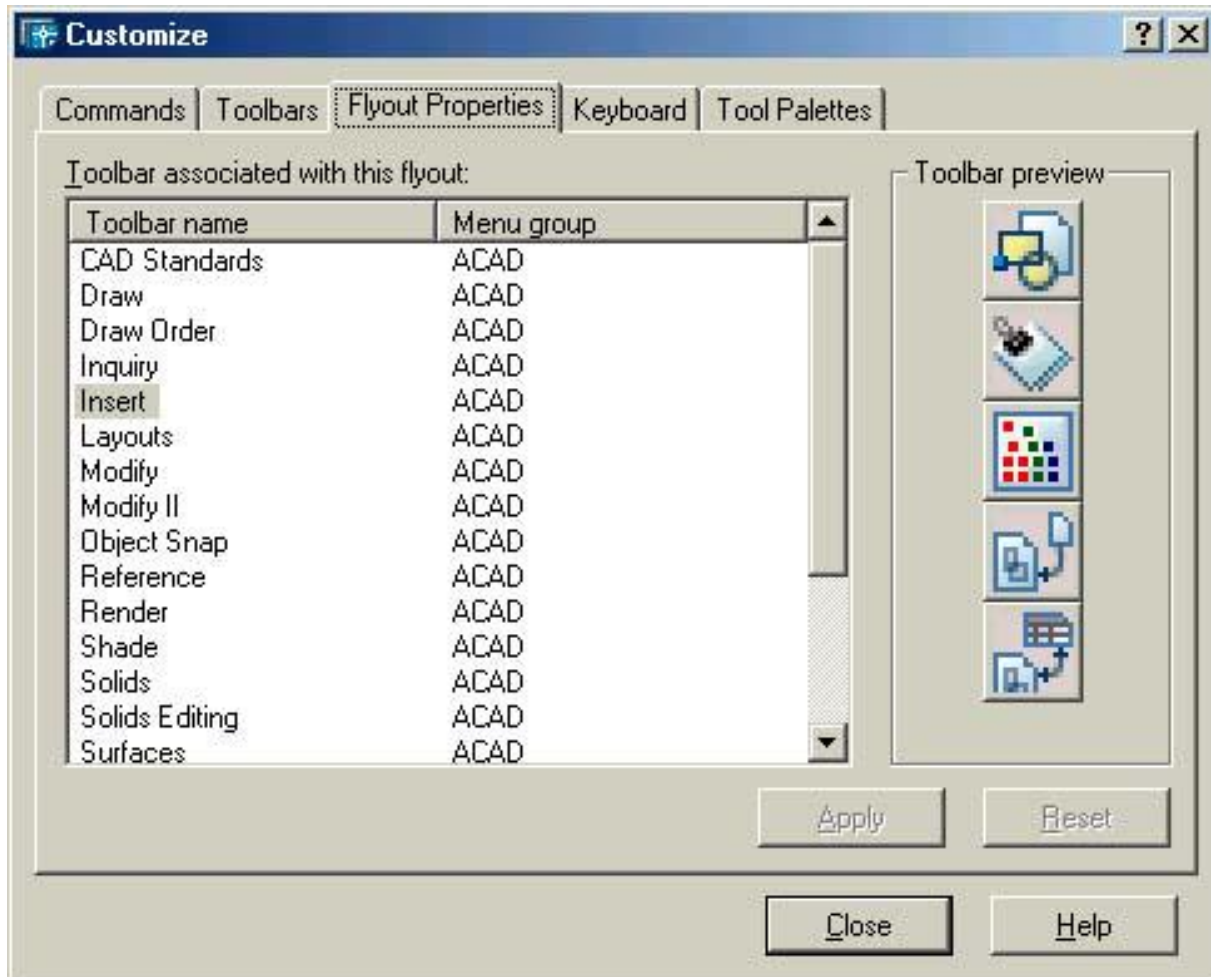 Customize
Commands Toolbars Flyout Properties Keyboard Tool Palettes
Toolbar associated with this flyout: Toolbar preview
Toolbar name Menu group
CAD Standards ACAD
Draw ACAD
Draw Order ACAD
Inquiry ACAD
Insert ACAD
Layouts ACAD
Modify ACAD
Modify II ACAD
Object Snap ACAD
Reference ACAD
Render ACAD
Shade ACAD
Solids ACAD
Solids Editing ACAD
Surfaces ACAD
Apply Reset
Close Help